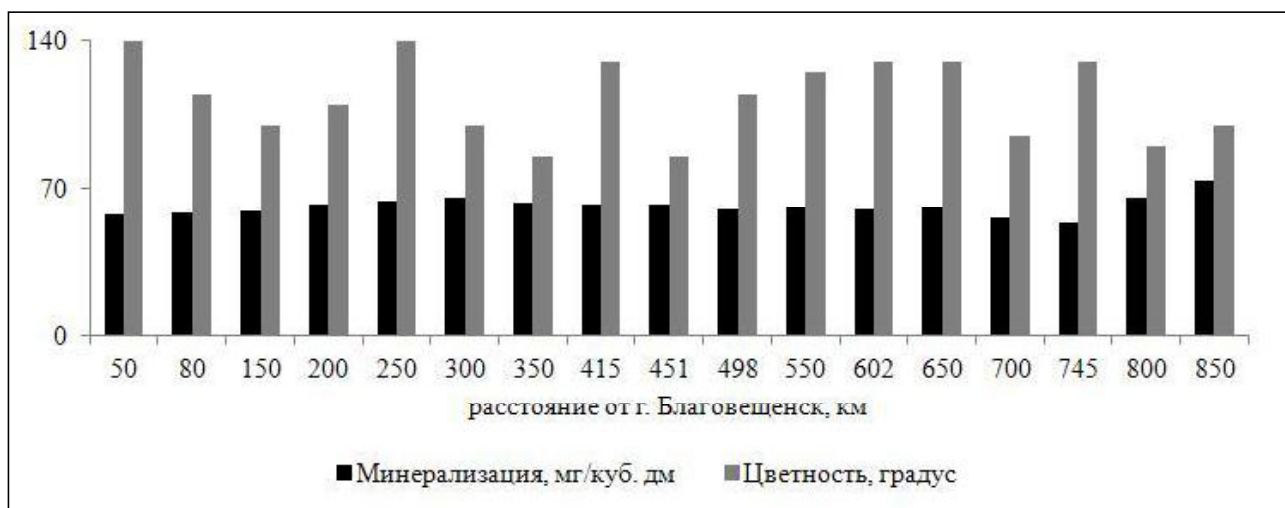 140
70
0
50 80 150 200 250 300 350 415 451 498 550 602 650 700 745 800 850
расстояние от г. Благовещенск, км
Минерализация, мг/куб. дм Цветность, градус